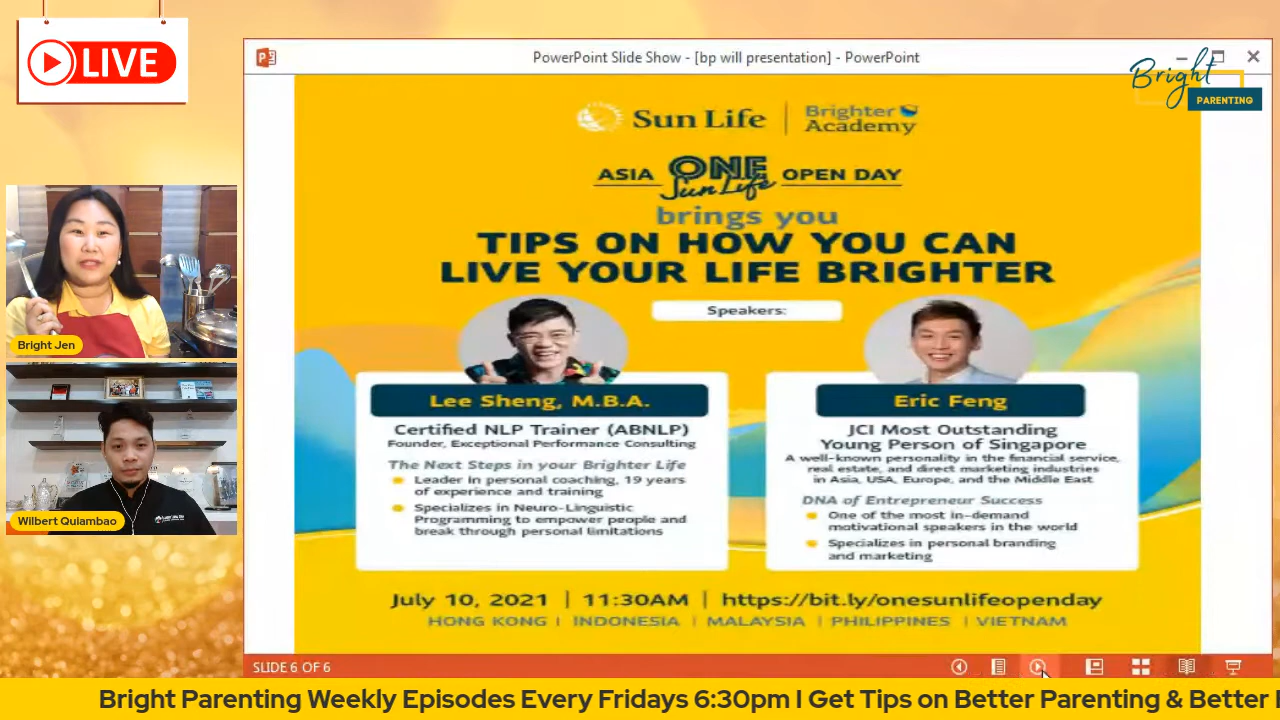 LIVE
PowerPoint Slide Show - [bp will presentation] - PowerPoint
Bright
PARENTING
Sun Life
Brighter
Academy
ASIA ONE OPEN DAY
Sun Life
brings you
TIPS ON HOW YOU CAN
LIVE YOUR LIFE BRIGHTER
Speakers:
Lee Sheng, M.B.A.
Certified NLP Trainer (ABNLP)
Founder, Exceptional Performance Consulting
The Next Steps in your Brighter Life
Leader in personal coaching, 19 years
of experience and training
Specializes in Neuro-Linguistic
Programming to empower people and
break through personal limitations
Eric Feng
JCI Most Outstanding
Young Person of Singapore
A well-known personality in the financial service,
real estate, and direct marketing industries
in Asia, USA, Europe, and the Middle East
DNA of Entrepreneur Success
One of the most in-demand
motivational speakers in the world
Specializes in personal branding
and marketing
July 10, 2021 | 11:30AM | https://bit.ly/onesunlifeopenday
HONG KONG | INDONESIA | MALAYSIA | PHILIPPINES | VIETNAM
SLIDE 6 OF 6
Bright Jen
Wilbert Quiambao
Bright Parenting Weekly Episodes Every Fridays 6:30pm I Get Tips on Better Parenting & Better